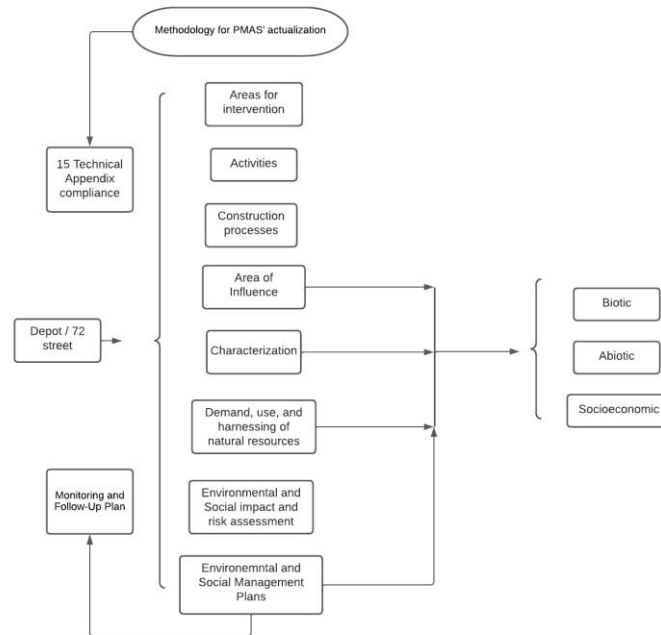 Methodology for PMAS' actualization
Areas for
intervention
15 Technical
Appendix
compliance
Activities
Construction
processes
Area of
Influence
Biotic
Depot / 72
street
Characterization
Abiotic
Demand, use, and
harnessing of
natural resources
Socioeconomic
Monitoring and
Follow-Up Plan
Environmental and
Social impact and
risk assessment
Environemntal and
Social Management
Plans